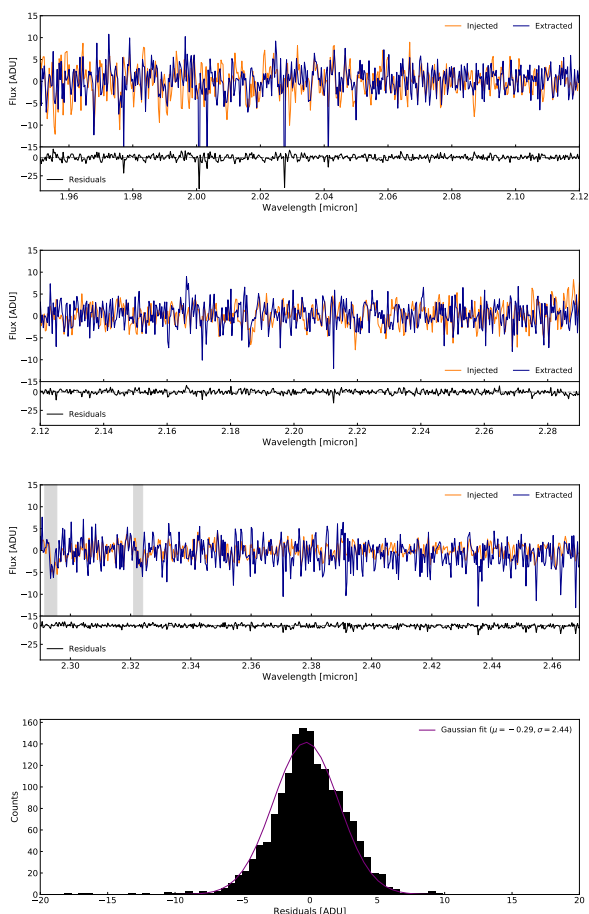 15
10
5
0
−5
−10
−15
Flux [ADU]
Injected
Extracted
0
−25
Residuals
1.96 1.98 2.00 2.02 2.04 2.06 2.08 2.10 2.12
Wavelength [micron]
15
10
5
0
−5
−10
−15
Flux [ADU]
Injected
Extracted
0
−25
Residuals
2.12 2.14 2.16 2.18 2.20 2.22 2.24 2.26 2.28
Wavelength [micron]
15
10
5
0
−5
−10
−15
Flux [ADU]
Injected
Extracted
0
−25
Residuals
2.30 2.32 2.34 2.36 2.38 2.40 2.42 2.44 2.46
Wavelength [micron]
160
140
120
100
80
60
40
20
0
Counts
Gaussian fit (μ = −0.29, σ = 2.44)
−20 −15 −10 −5 0 5 10 15 20
Residuals [ADU]